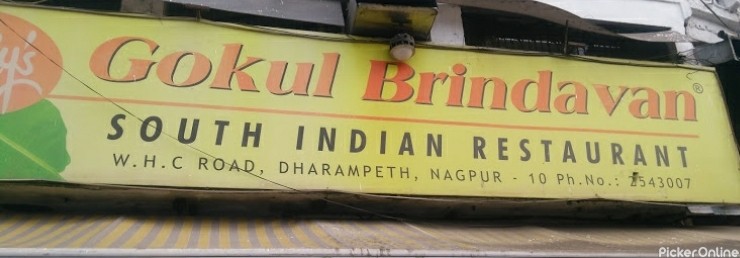 Gokul Brindavan®
SOUTH INDIAN RESTAURANT
W.H.C ROAD, DHARAMPETH, NAGPUR - 10 Ph.No.: 2543007
PickerOnline